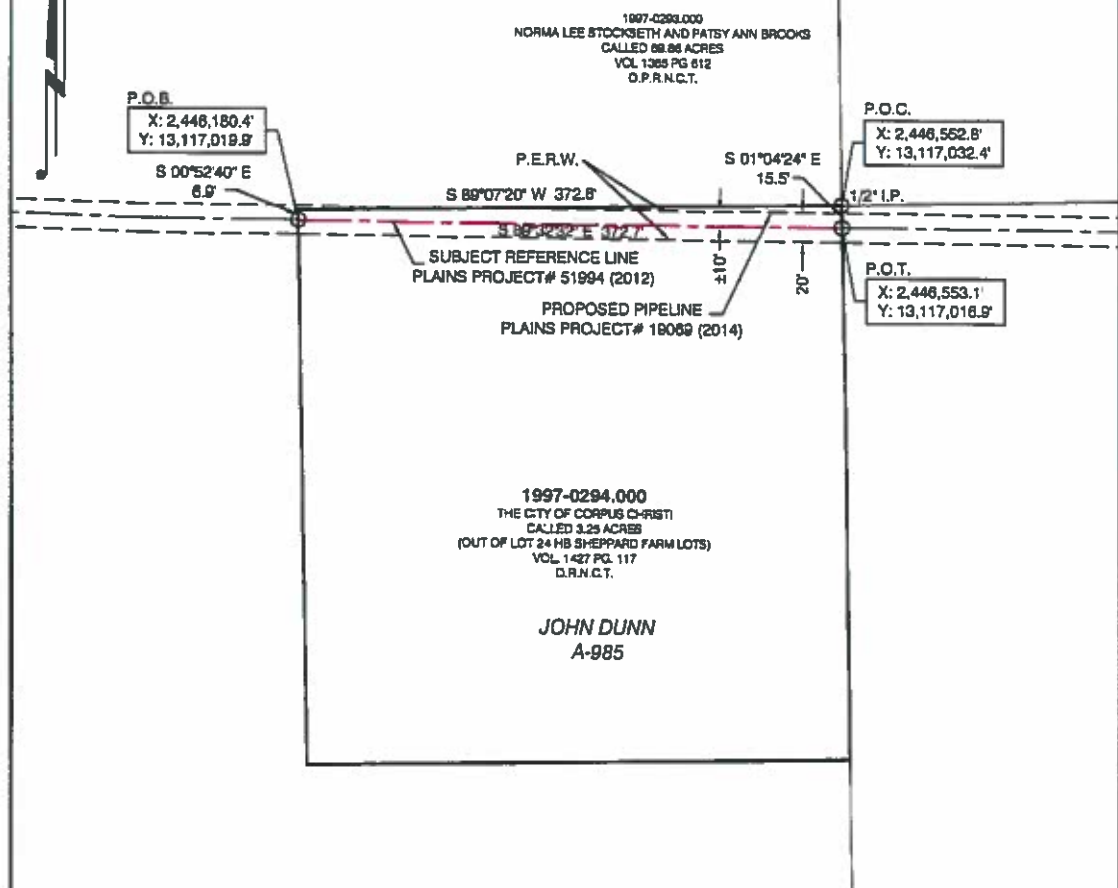 1997-0293.000
NORMA LEE STOCKSETH AND PATSY ANN BROOKS
CALLED 69.86 ACRES
VOL 1365 PG 612
O.P.R.N.C.T.
P.O.B.
X: 2,446,180.4'
Y: 13,117,019.9'
P.O.C.
X: 2,446,552.8'
Y: 13,117,032.4'
S 00°52'40" E
6.9'
P.E.R.W.
S 01°04'24" E
15.5'
S 89°07'20" W 372.6'
1/2" I.P.
S 89°32'32" E 372.7'
SUBJECT REFERENCE LINE
PLAINS PROJECT# 51994 (2012)
±10'
20'
P.O.T.
X: 2,446,553.1'
Y: 13,117,016.9'
PROPOSED PIPELINE
PLAINS PROJECT# 19069 (2014)
1997-0294.000
THE CITY OF CORPUS CHRISTI
CALLED 3.25 ACRES
(OUT OF LOT 24 HB SHEPPARD FARM LOTS)
VOL. 1427 PG. 117
D.R.N.C.T.
JOHN DUNN
A-985